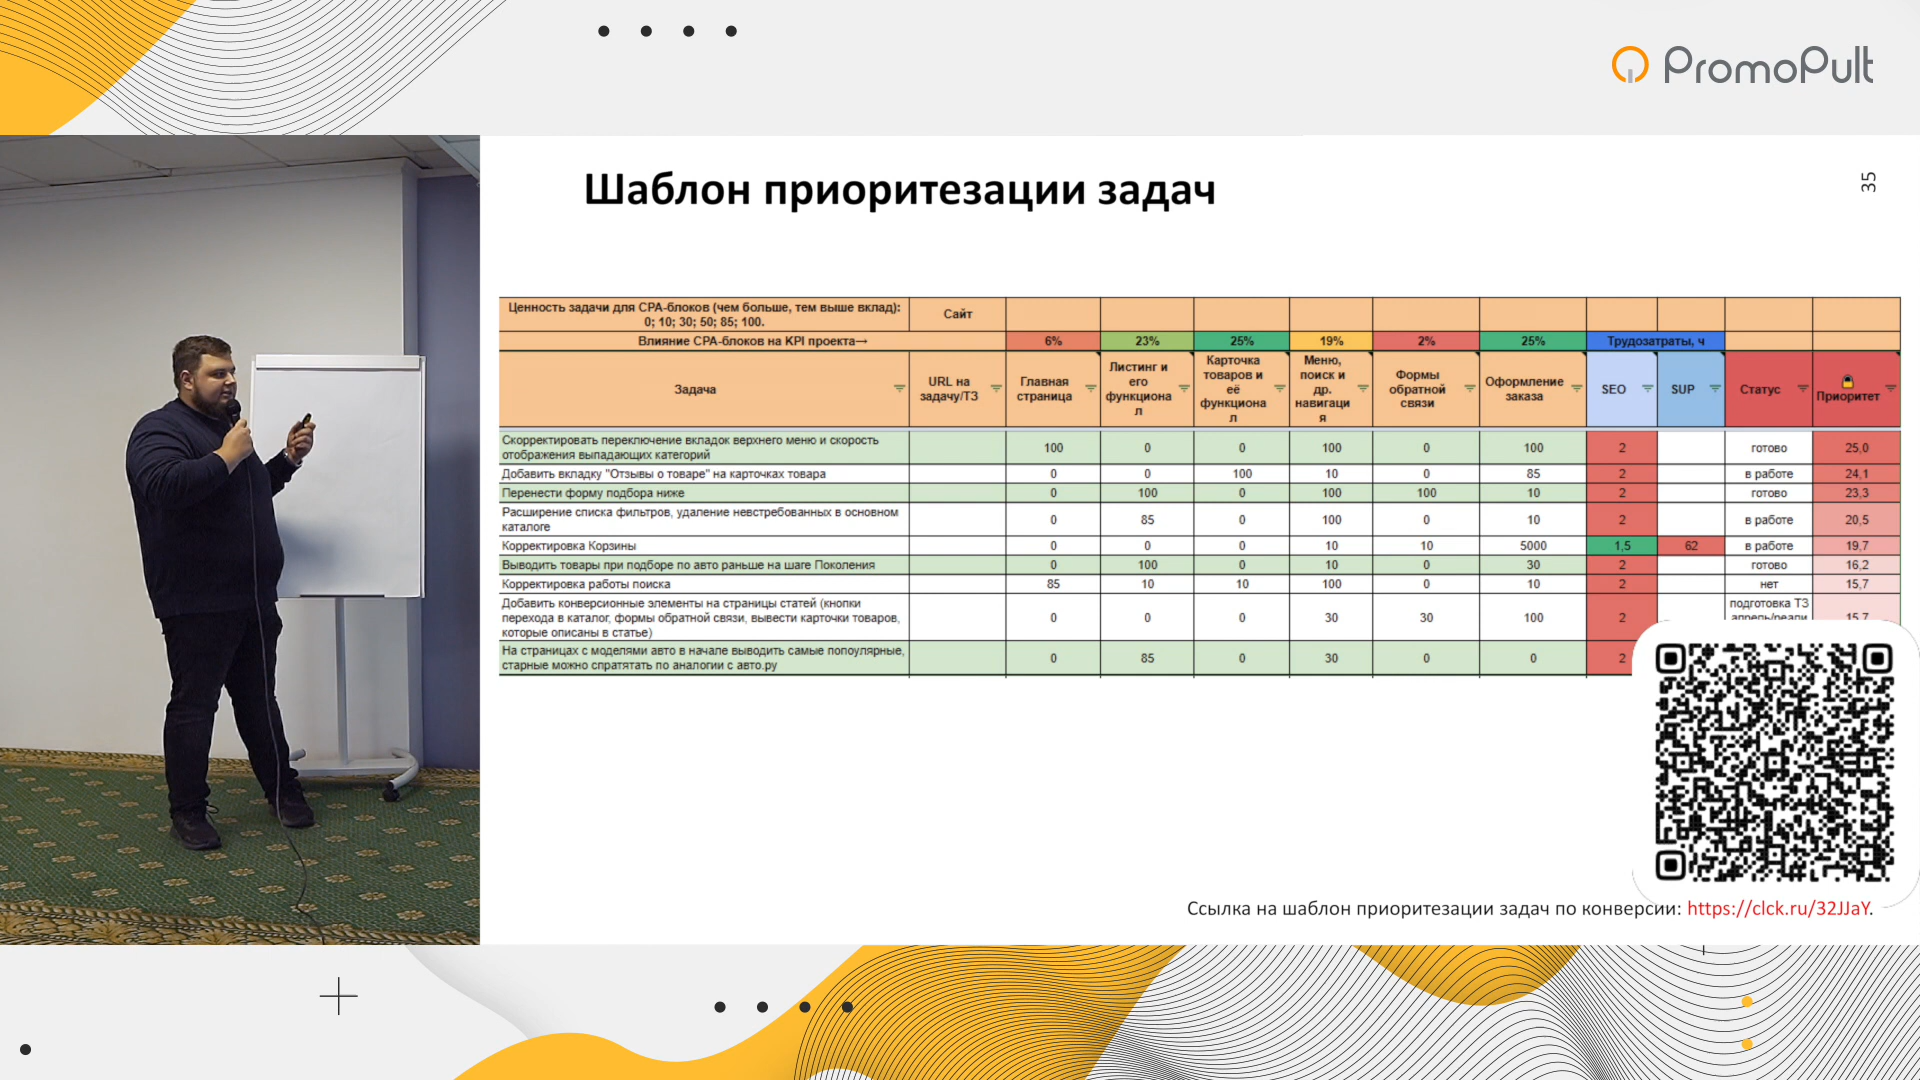 PromoPult
Шаблон приоритезации задач
35
Ценность задачи для CPA-блоков (чем больше, тем выше вклад):
0; 10; 30; 50; 85; 100.
Сайт
Влияние CPA-блоков на KPI проекта→ 6% 23% 25% 19% 2% 25% Трудозатраты, ч
Задача
URL на
задачу/ТЗ
Главная
страница
Листинг и
его
функциона
л
Карточка
товаров и
её
функциона
л
Меню,
поиск и
др.
навигаци
я
Формы
обратной
связи
Оформление
заказа
SEO
SUP
Статус
Приоритет
Скорректировать переключение вкладок верхнего меню и скорость
отображения выпадающих категорий
100 0 0 100 0 100 2 готово 25,0
Добавить вкладку "Отзывы о товаре" на карточках товара 0 0 100 10 0 85 2 в работе 24,1
Перенести форму подбора ниже 0 100 0 100 100 10 2 готово 23,3
Расширение списка фильтров, удаление невстребованных в основном
каталоге
0 85 0 100 0 10 2 в работе 20,5
Корректировка Корзины 0 0 0 10 10 5000 1,5 62 в работе 19,7
Выводить товары при подборе по авто раньше на шаге Поколения 0 100 0 10 0 30 2 готово 16,2
Корректировка работы поиска 85 10 10 100 0 10 2 нет 15,7
Добавить конверсионные элементы на страницы статей (кнопки
перехода в каталог, формы обратной связи, вывести карточки товаров,
которые описаны в статье)
0 0 0 30 30 100 2
подготовка ТЗ
апрель/реали
15,7
На страницах с моделями авто в начале выводить самые попоулярные,
старные можно спратятать по аналогии с авто.ру
0 85 0 30 0 0 2
Ссылка на шаблон приоритезации задач по конверсии: https://clck.ru/32JJaY.